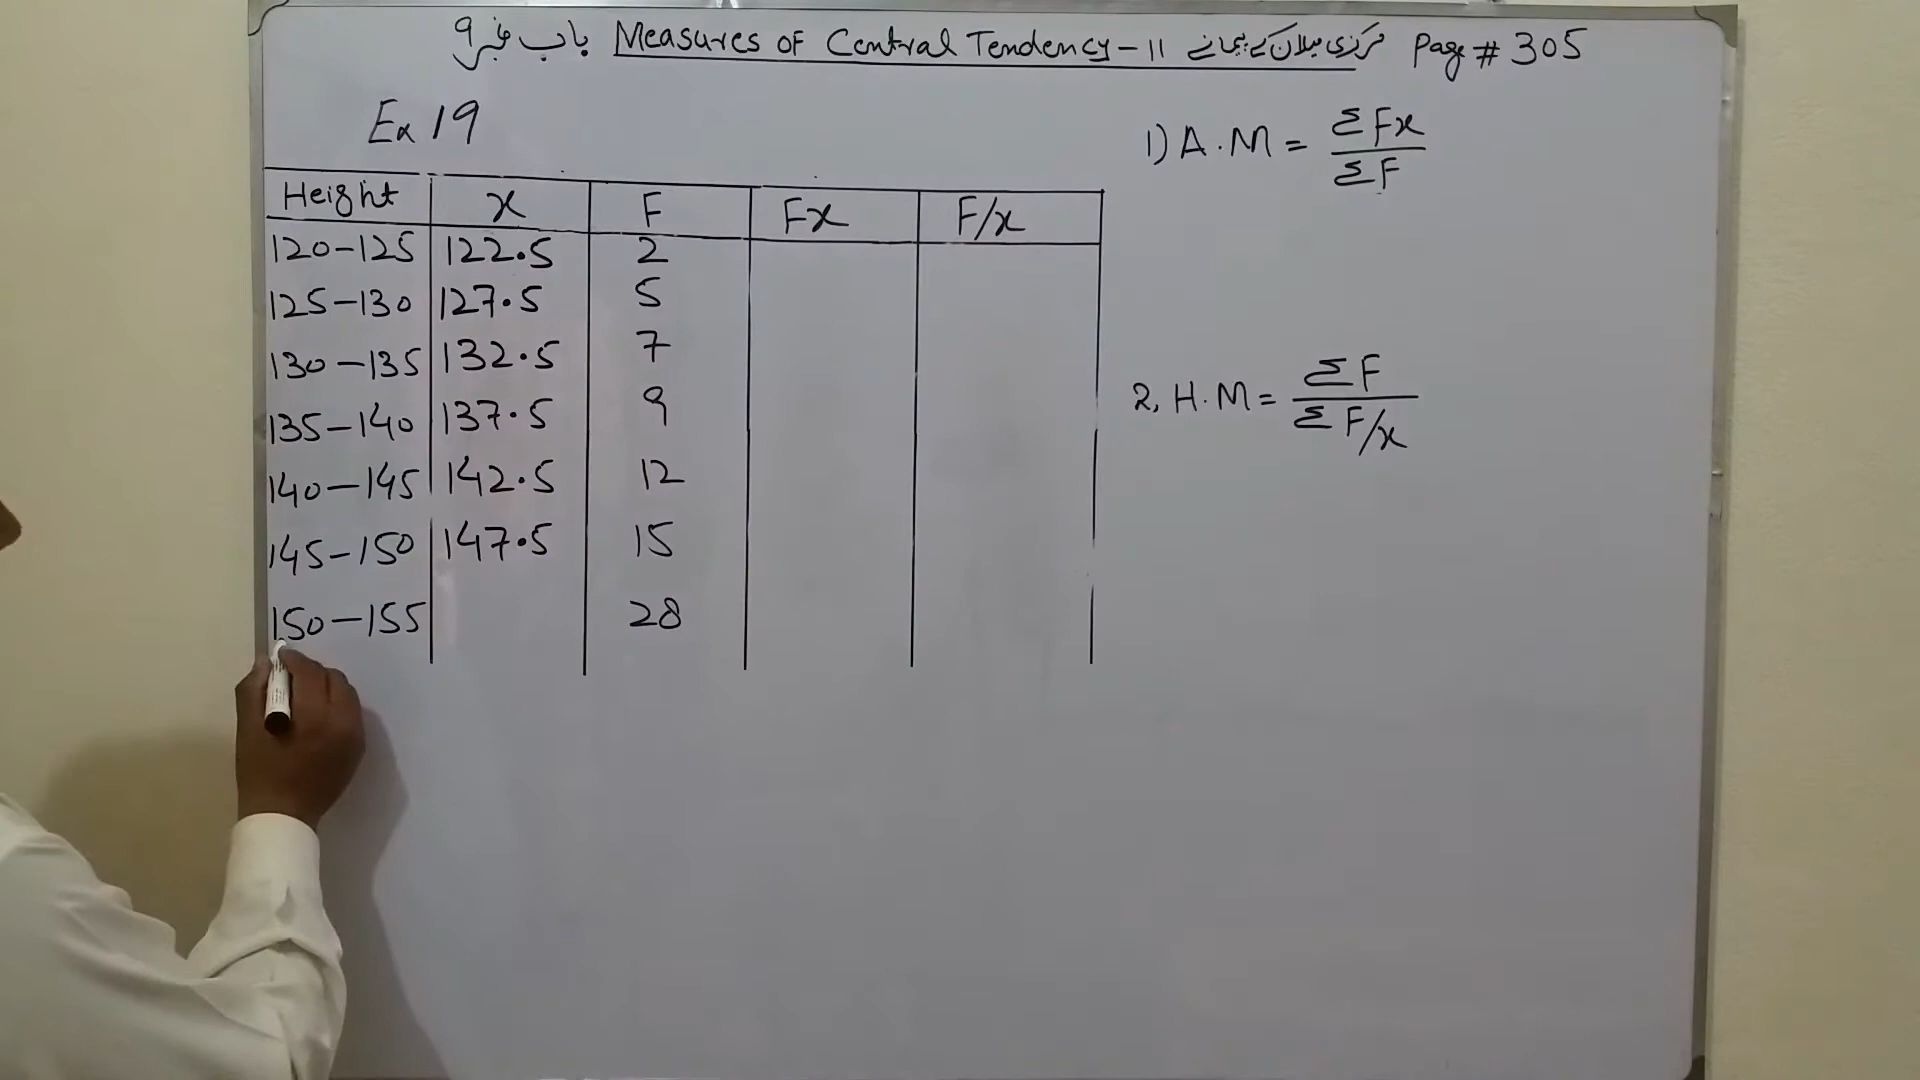 باب نمبر 9 Measures OF Central Tendency - 11 مرکزی میلان کے پیمانے Page # 305
Ex 19
Height x F Fx F/x
120-125 122.5 2
125-130 127.5 5
130-135 132.5 7
135-140 137.5 9
140-145 142.5 12
145-150 147.5 15
150-155 28
1) A.M = ΣFx / ΣF
2, H.M = ΣF / ΣF/x